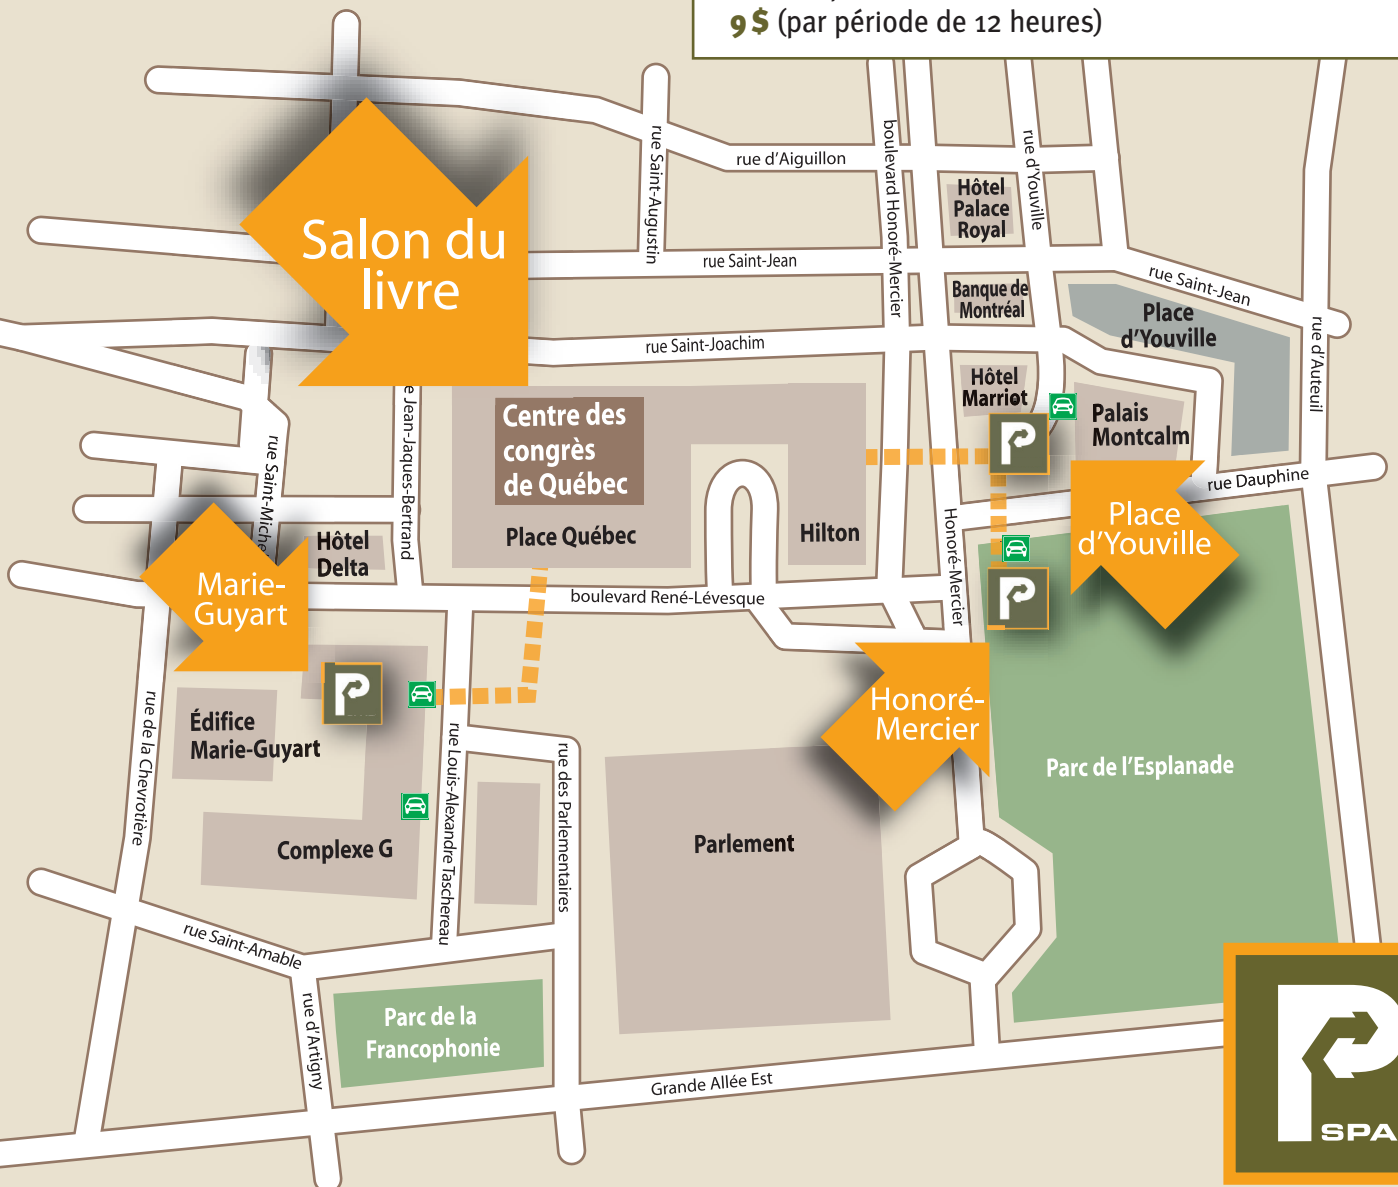 9 $ (par période de 12 heures)
rue d'Aiguillon
rue Saint-Augustin
boulevard Honoré-Mercier
rue d'Youville
Hôtel
Palace
Royal
Salon du
livre
rue Saint-Jean
rue Saint-Jean
Banque de
Montréal
Place
d'Youville
rue d'Auteuil
rue Saint-Joachim
Hôtel
Marriot
Palais
Montcalm
e Jean-Jaques-Bertrand
Centre des
congrès
de Québec
Place Québec
Hilton
rue Saint-Miche
Hôtel
Delta
rue Dauphine
Place
d'Youville
Honoré-Mercier
Marie-
Guyart
boulevard René-Lévesque
Honoré-
Mercier
rue de la Chevrotière
Édifice
Marie-Guyart
rue Louis-Alexandre Taschereau
rue des Parlementaires
Parc de l'Esplanade
Complexe G
Parlement
rue Saint-Amable
rue d'Artigny
Parc de la
Francophonie
Grande Allée Est
P
P
P
P
SPA